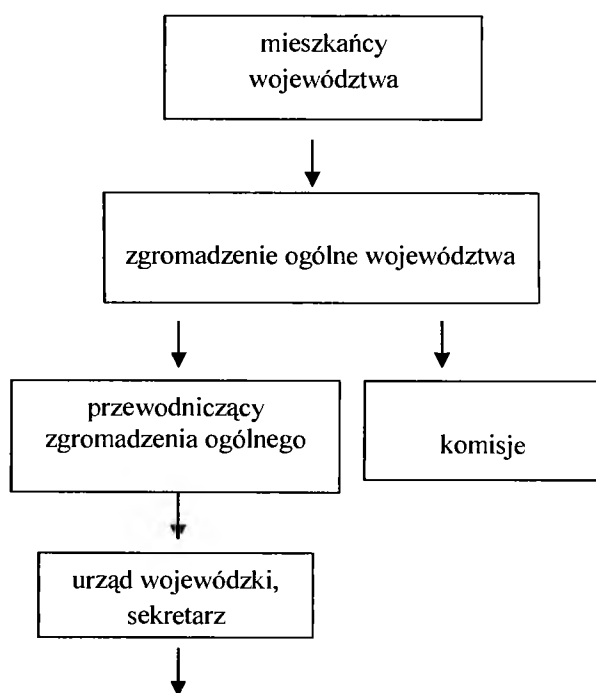 mieszkańcy
województwa
zgromadzenie ogólne województwa
przewodniczący
zgromadzenia ogólnego
komisje
urząd wojewódzki,
sekretarz